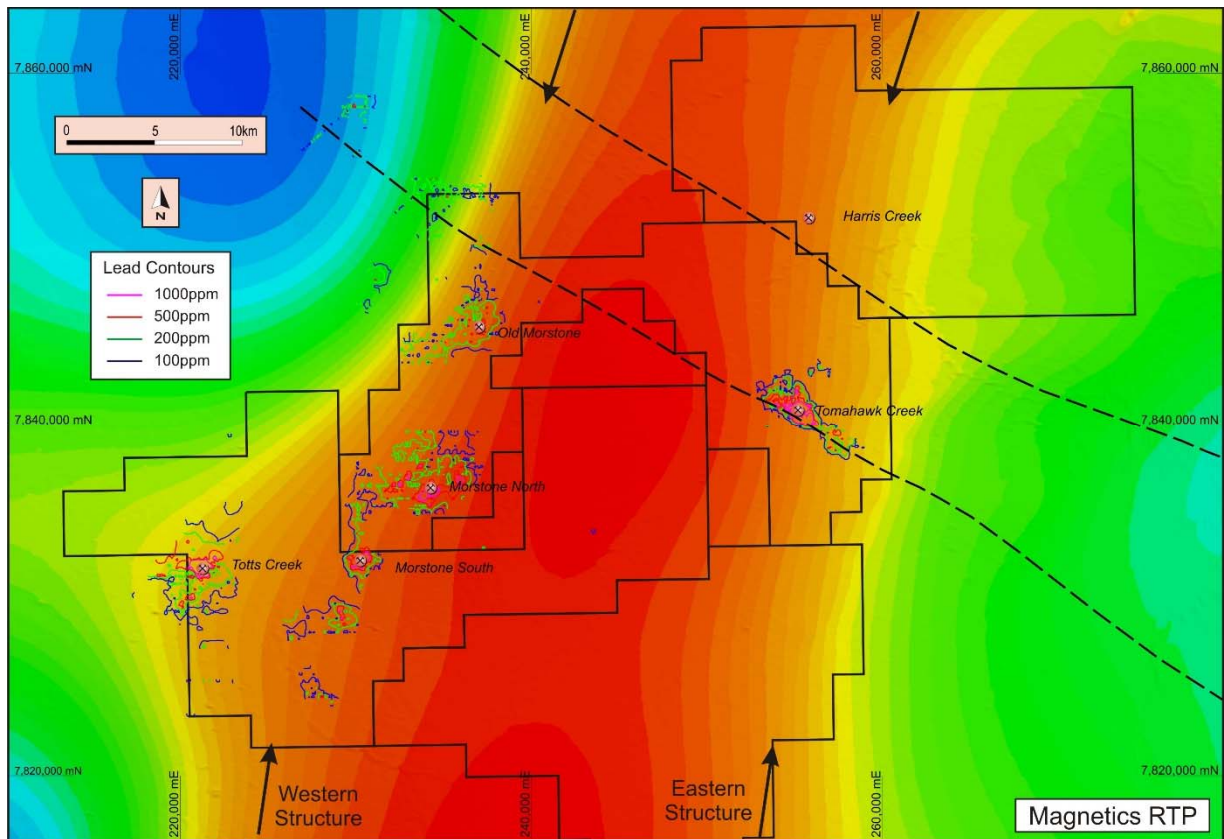 220,000 mE
240,000 mE
260,000 mE
7,860,000 mN
7,860,000 mN
0 5 10km
N
Harris Creek
Lead Contours
1000ppm
500ppm
200ppm
100ppm
Old Morstone
7,840,000 mN
7,840,000 mN
Tomahawk Creek
Morstone North
Totts Creek
Morstone South
7,820,000 mN
7,820,000 mN
220,000 mE
Western
Structure
240,000 mE
Eastern
Structure
260,000 mE
Magnetics RTP